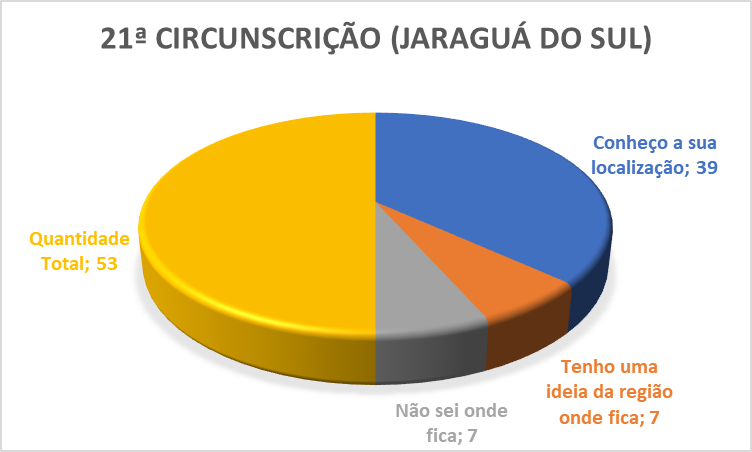 21ª CIRCUNSCRIÇÃO (JARAGUÁ DO SUL)
Conheço a sua
localização; 39
Quantidade
Total; 53
Tenho uma
ideia da região
onde fica; 7
Não sei onde
fica; 7